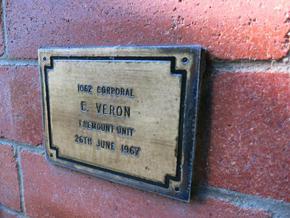 1062 CORPORAL
E. VERON
REMOUNT UNIT
26TH JUNE 1967